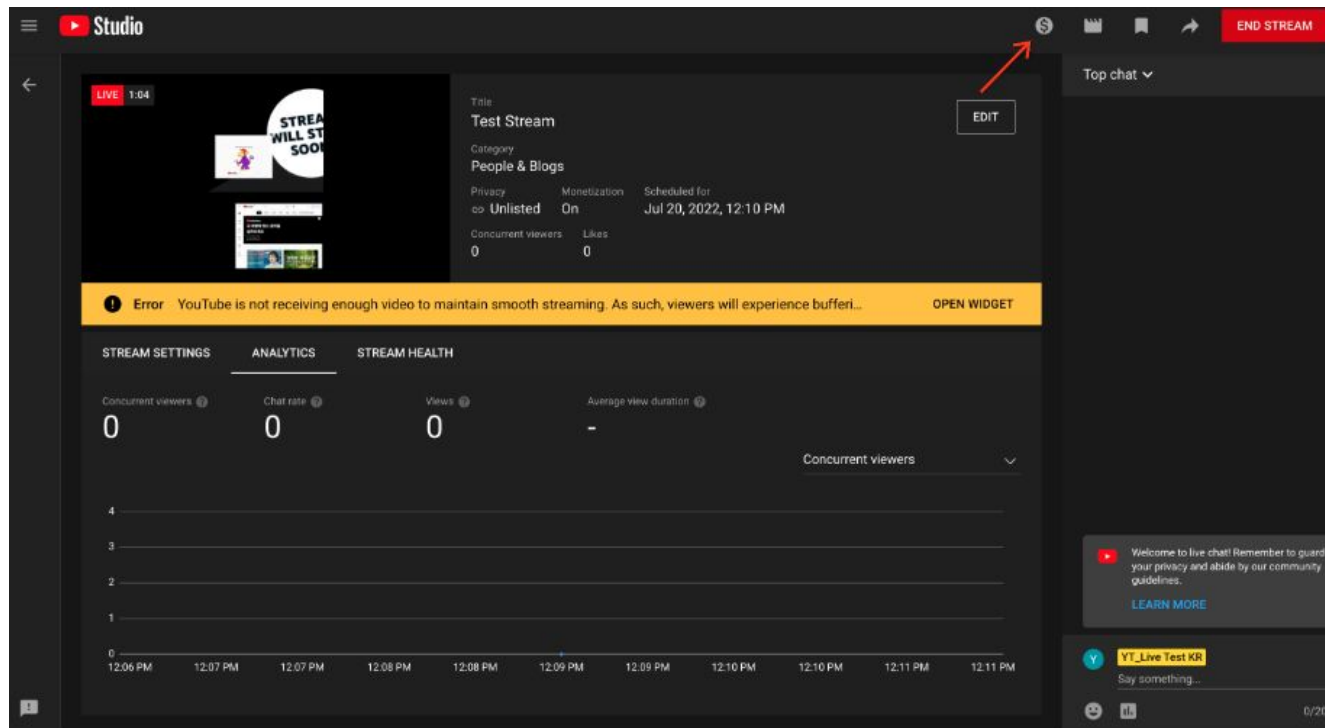 Studio
END STREAM
LIVE 1:04
STREA
WILL ST
SOO
Title
Test Stream
EDIT
Category
People & Blogs
Privacy Monetization Scheduled for
Unlisted On Jul 20, 2022, 12:10 PM
Concurrent viewers Likes
0 0
Error YouTube is not receiving enough video to maintain smooth streaming. As such, viewers will experience bufferi... OPEN WIDGET
STREAM SETTINGS ANALYTICS STREAM HEALTH
Concurrent viewers Chat rate Views Average view duration
0 0 0 -
Concurrent viewers
4
3
2
1
0
12:06 PM 12:07 PM 12:07 PM 12:08 PM 12:08 PM 12:09 PM 12:09 PM 12:10 PM 12:10 PM 12:11 PM 12:11 PM
Top chat
Welcome to live chat! Remember to guard
your privacy and abide by our community
guidelines.
LEARN MORE
Y
YT_Live Test KR
Say something...
0/20